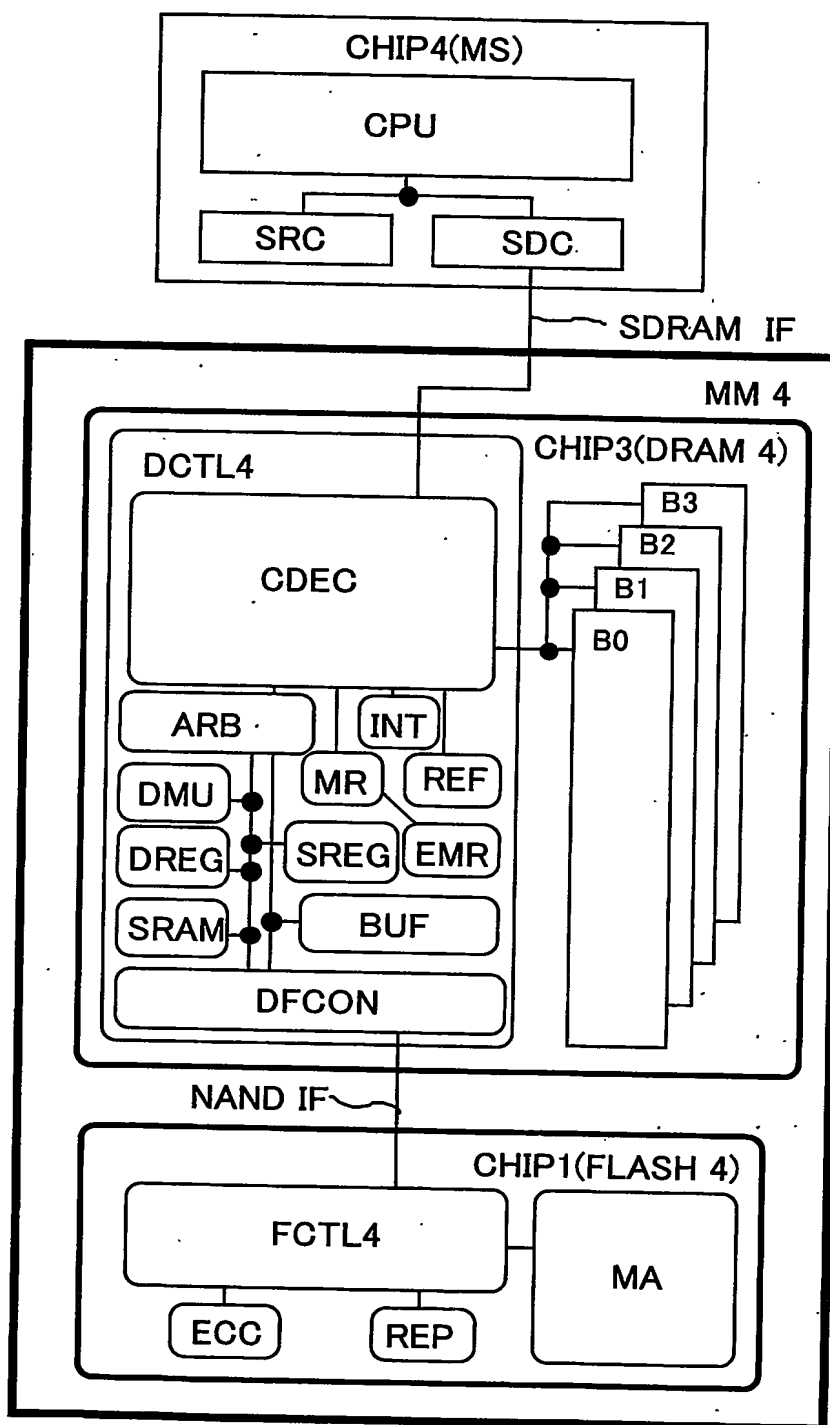 CHIP4(MS)
CPU
SRC
SDC
SDRAM IF
MM 4
CHIP3(DRAM 4)
DCTL4
B3
B2
B1
B0
CDEC
ARB
INT
DMU
MR
REF
DREG
SREG
EMR
SRAM
BUF
DFCON
NAND IF
CHIP1(FLASH 4)
FCTL4
MA
ECC
REP